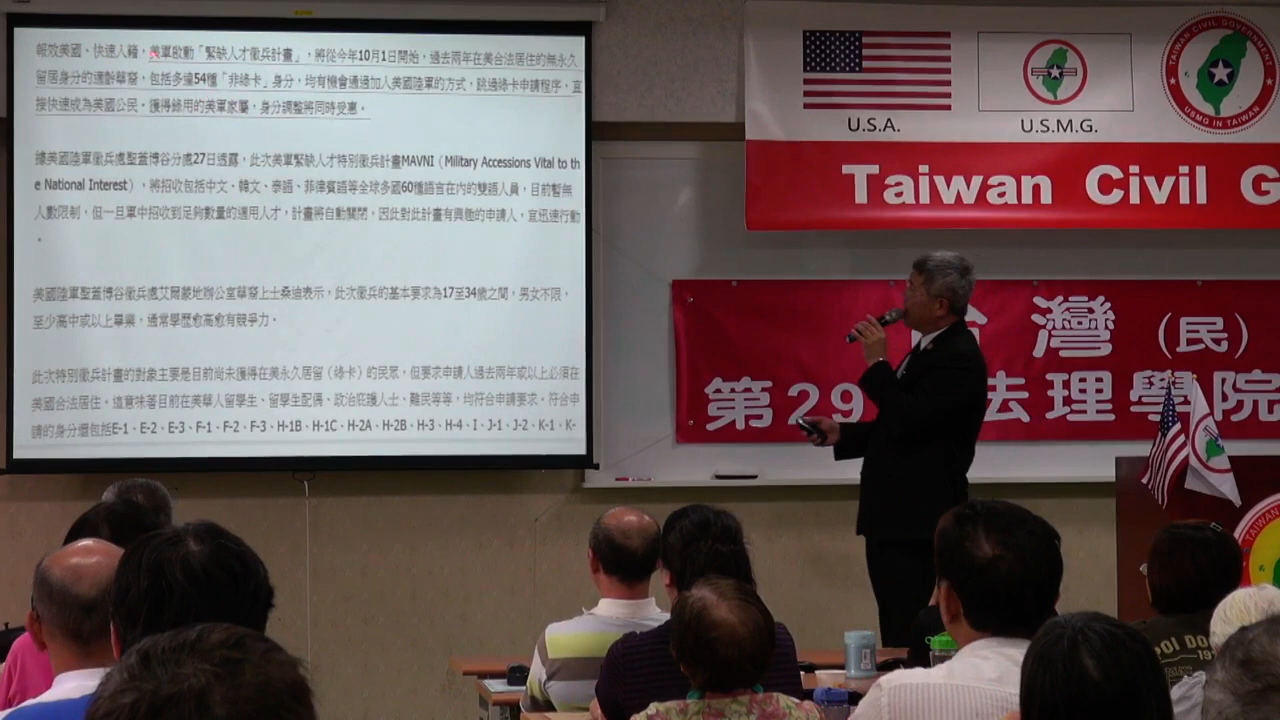 報效美國、快速入籍,美軍啟動「緊缺人才徵兵計畫」,將從今年10月1日開始,過去兩年在美合法居住的無永久
留居身分的適齡華裔,包括多達54種「非綠卡」身分,均有機會通過加入美國陸軍的方式,跳過綠卡申請程序,直
接快速成為美國公民,獲得錄用的美軍家屬,身分調整將同時受惠。
據美國陸軍徵兵處聖蓋博谷分處27日透露,此次美軍緊缺人才特別徵兵計畫MAVNI(Military Accessions Vital to th
e National Interest),將招收包括中文、韓文、泰語、菲律賓語等全球多國60種語言在內的雙語人員,目前暫無
人數限制,但一旦軍中招收到足夠數量的適用人才,計畫將自動關閉,因此對此計畫有興趣的申請人,宜迅速行動
。
美國陸軍聖蓋博谷徵兵處艾爾蒙地辦公室華裔上士桑迪表示,此次徵兵的基本要求為17至34歲之間,男女不限,
至少高中或以上畢業,通常學歷愈高愈有競爭力。
此次特別徵兵計畫的對象主要是目前尚未獲得在美永久居留(綠卡)的民眾,但要求申請人過去兩年或以上必須在
美國合法居住。這意味著目前在美華人留學生、留學生配偶、政治庇護人士、難民等等,均符合申請要求。符合申
請的身分還包括E-1、E-2、E-3、F-1、F-2、F-3、H-1B、H-1C、H-2A、H-2B、H-3、H-4、I、J-1、J-2、K-1、K-
U.S.A.
U.S.M.G.
TAIWAN CIVIL GOVERNMENT
USMG IN TAIWAN
Taiwan Civil G
台灣(民)
第29 法理學院
TAIWAN
POI DOG
197